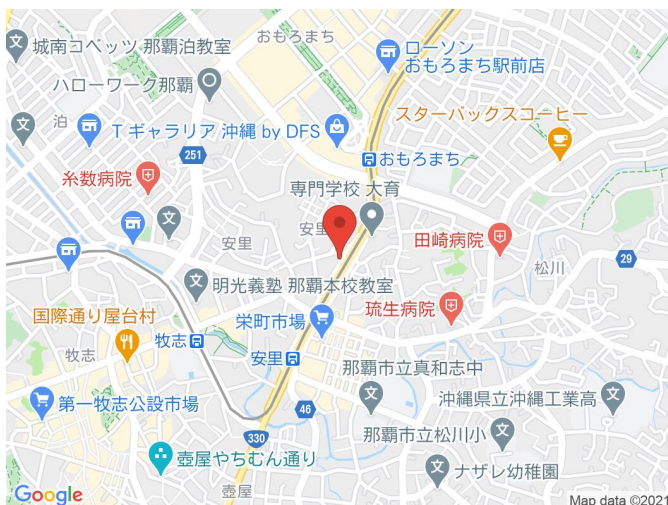 城南コベッツ 那覇泊教室
おもろまち
ローソン
おもろまち駅前店
ハローワーク那覇
泊
T ギャラリア 沖縄 by DFS
スターバックスコーヒー
251
おもろまち
糸数病院
専門学校 大育
安里
安里
田崎病院
松川
29
明光義塾 那覇本校教室
琉生病院
国際通り屋台村
栄町市場
牧志
牧志
安里
那覇市立真和志中
第一牧志公設市場
46
沖縄県立沖縄工業高
330
那覇市立松川小
壺屋やちむん通り
ナザレ幼稚園
壺屋
Google
Map data ©2021